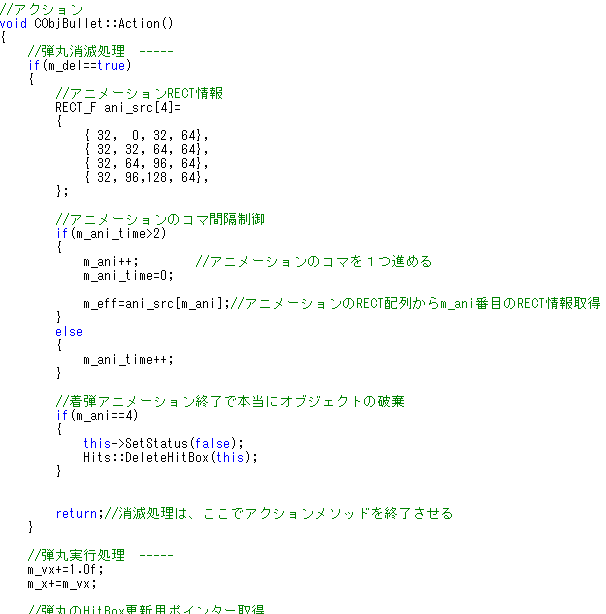 //アクション
void CObjBullet::Action()
{
    //弾丸消滅処理  -----
    if(m_del==true)
    {
        //アニメーションRECT情報
        RECT_F ani_src[4]=
        {
            { 32,  0, 32, 64},
            { 32, 32, 64, 64},
            { 32, 64, 96, 64},
            { 32, 96,128, 64},
        };

        //アニメーションのコマ間隔制御
        if(m_ani_time>2)
        {
            m_ani++;        //アニメーションのコマを１つ進める
            m_ani_time=0;

            m_eff=ani_src[m_ani];//アニメーションのRECT配列からm_ani番目のRECT情報取得
        }
        else
        {
            m_ani_time++;
        }

        //着弾アニメーション終了で本当にオブジェクトの破棄
        if(m_ani==4)
        {
            this->SetStatus(false);
            Hits::DeleteHitBox(this);
        }


        return;//消滅処理は、ここでアクションメソッドを終了させる
    }

    //弾丸実行処理  -----
    m_vx+=1.0f;
    m_x+=m_vx;

    //弾丸のHitBox更新用ポインター取得